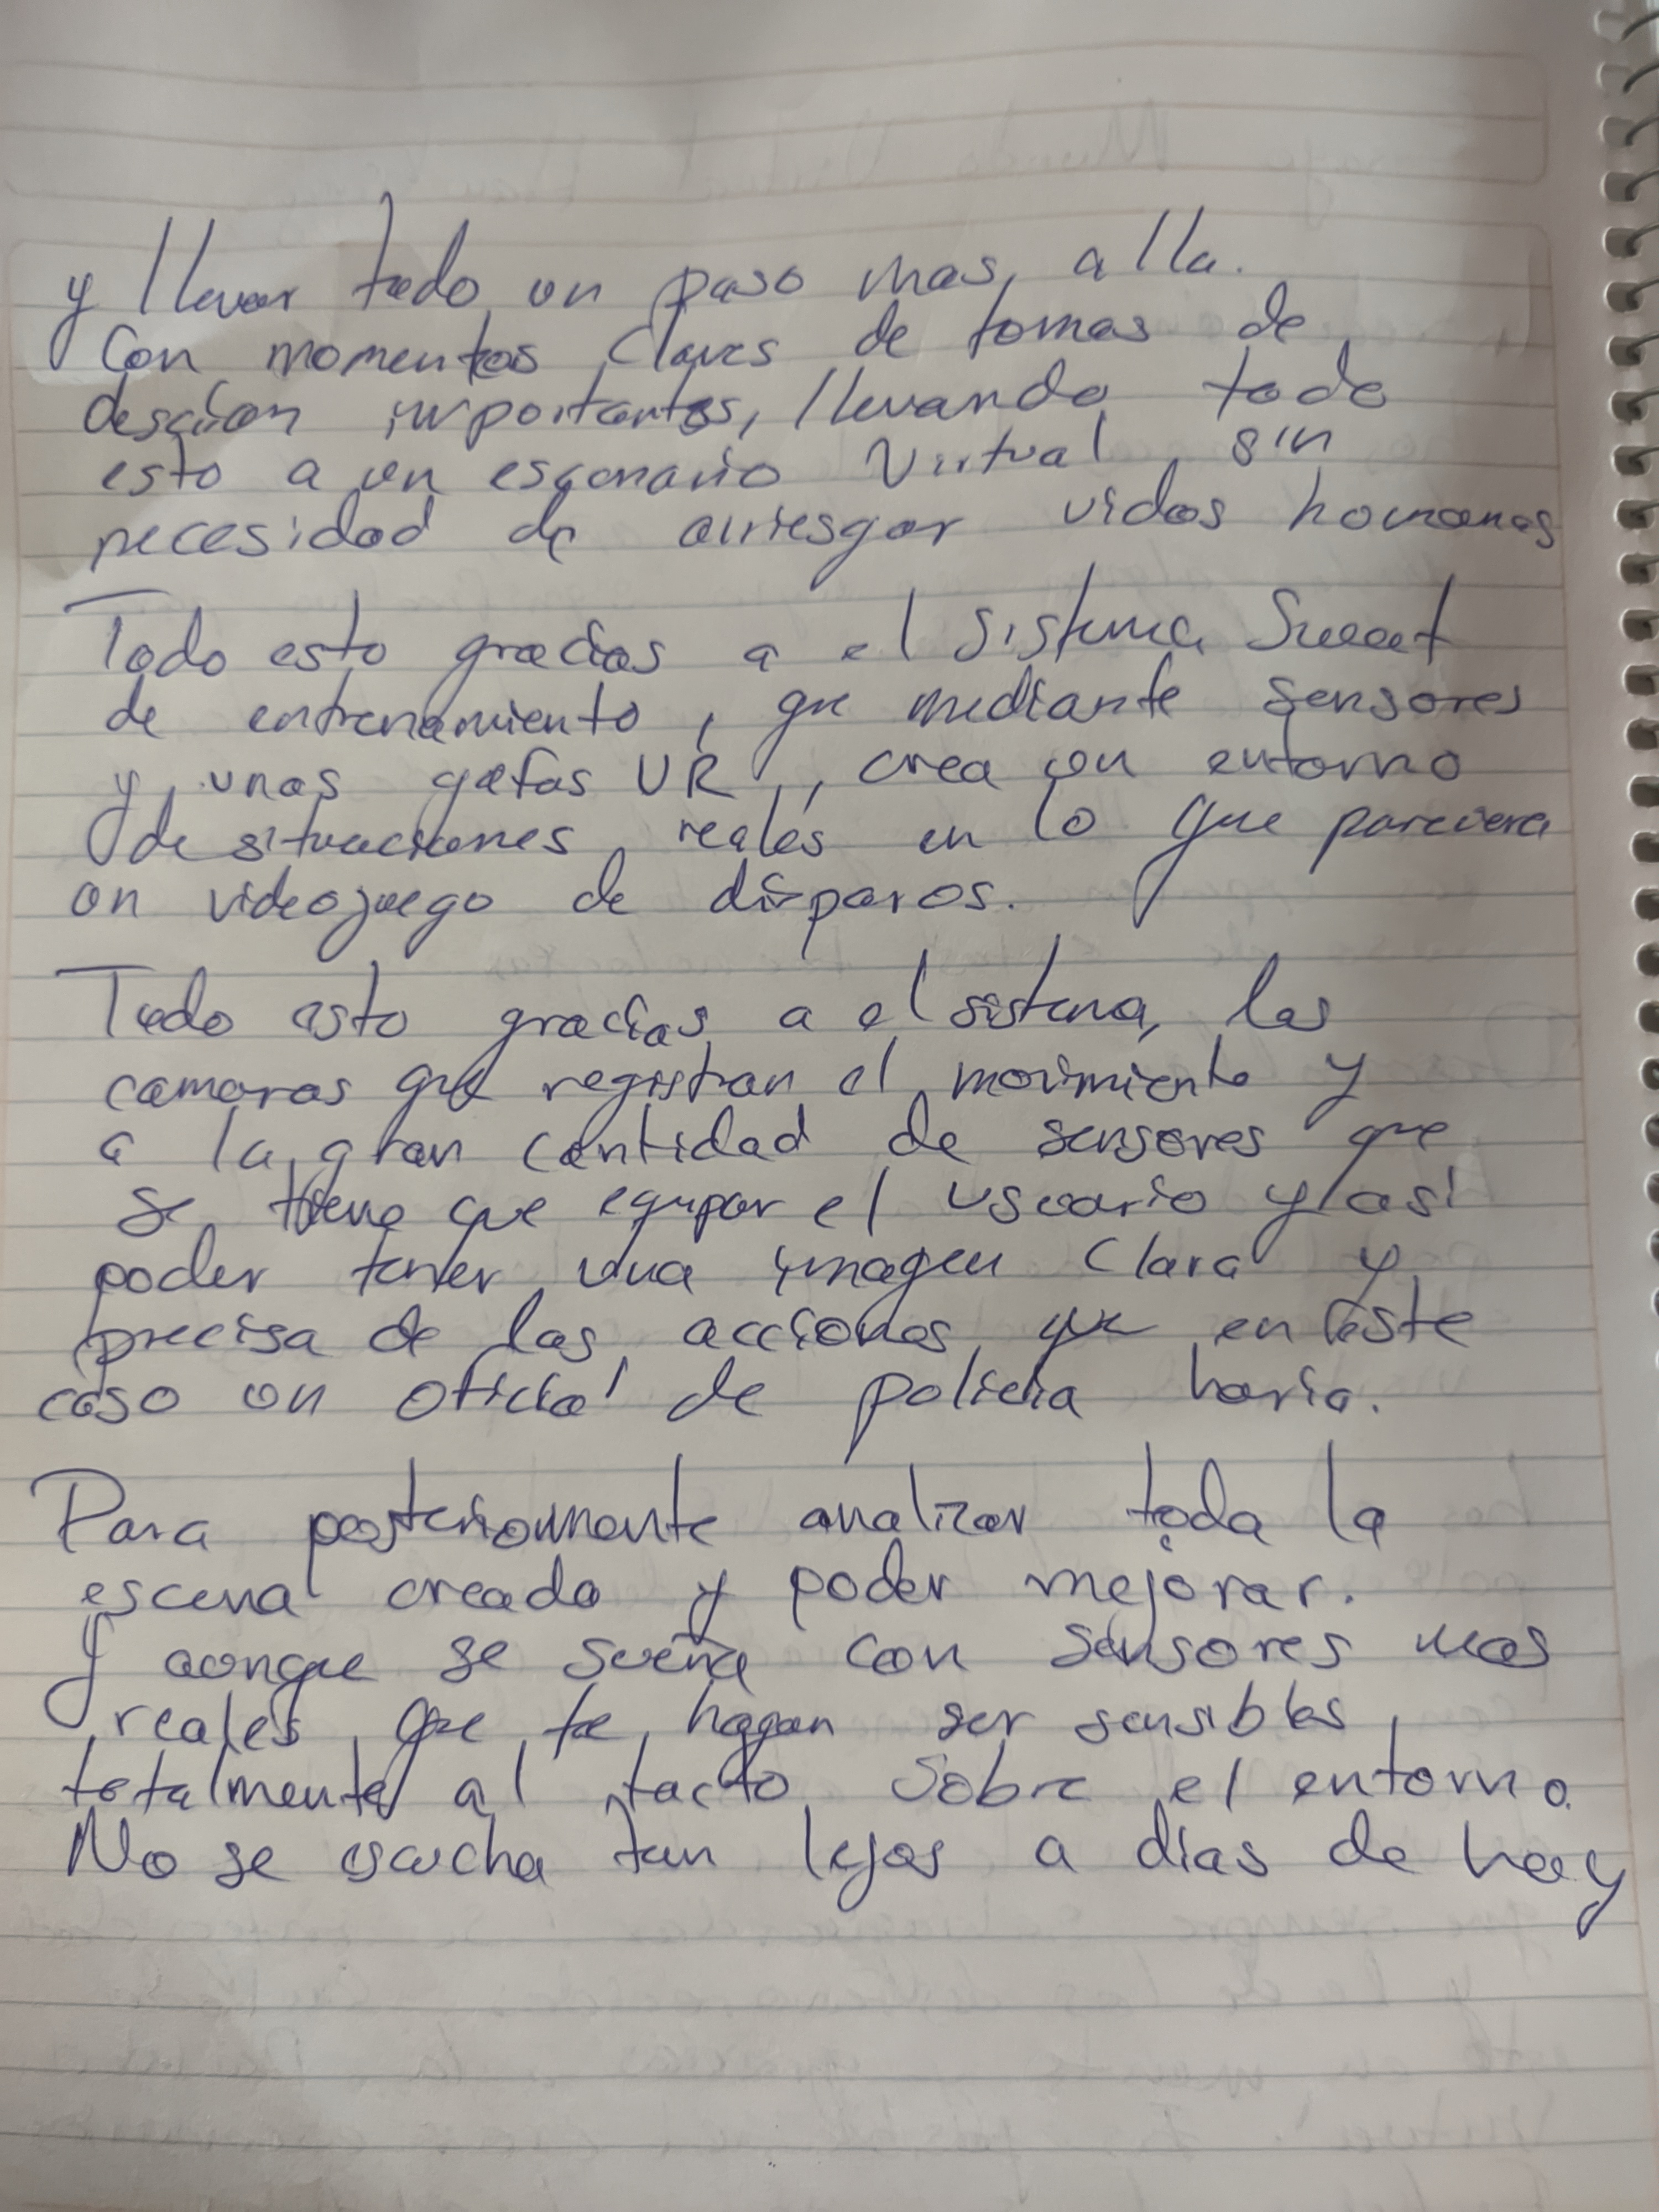 y llevar todo un paso mas alla.
Con momentos claves de tomas de
desción importantes, llevando todo
esto a un escenario Virtual sin
necesidad de arriesgar vidas humanas
Todo esto gracias a el sistema
de entrenamiento, que mediante sensores
y unas gafas VR, crea un entorno
de situaciones reales en lo que pareciera
un videojuego de disparos.
Todo esto gracias a el sistema, las
camaras que registran el movimiento y
a la gran cantidad de sensores que
se tiene que equipar el usuario y así
poder tener una imagen clara y
precisa de las acciones que en este
caso un oficial de policia haria.
Para posteriormente analizar toda la
escena creada y poder mejorar.
Y aunque se sueña con sensores mas
reales que te hagan ser sensibles
totalmente al tacto sobre el entorno.
No se escucha tan lejos a dias de hoy